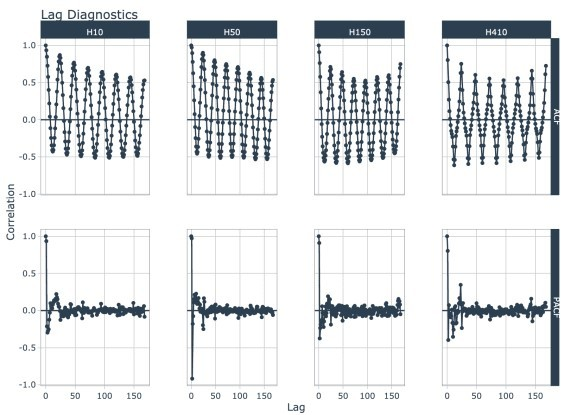 Lag Diagnostics
H10 H50 H150 H410
1.0
0.5
0.0
-0.5
-1.0
ACF
Correlation
1.0
0.5
0.0
-0.5
-1.0
PACF
0 50 100 150 0 50 100 150 0 50 100 150 0 50 100 150
Lag